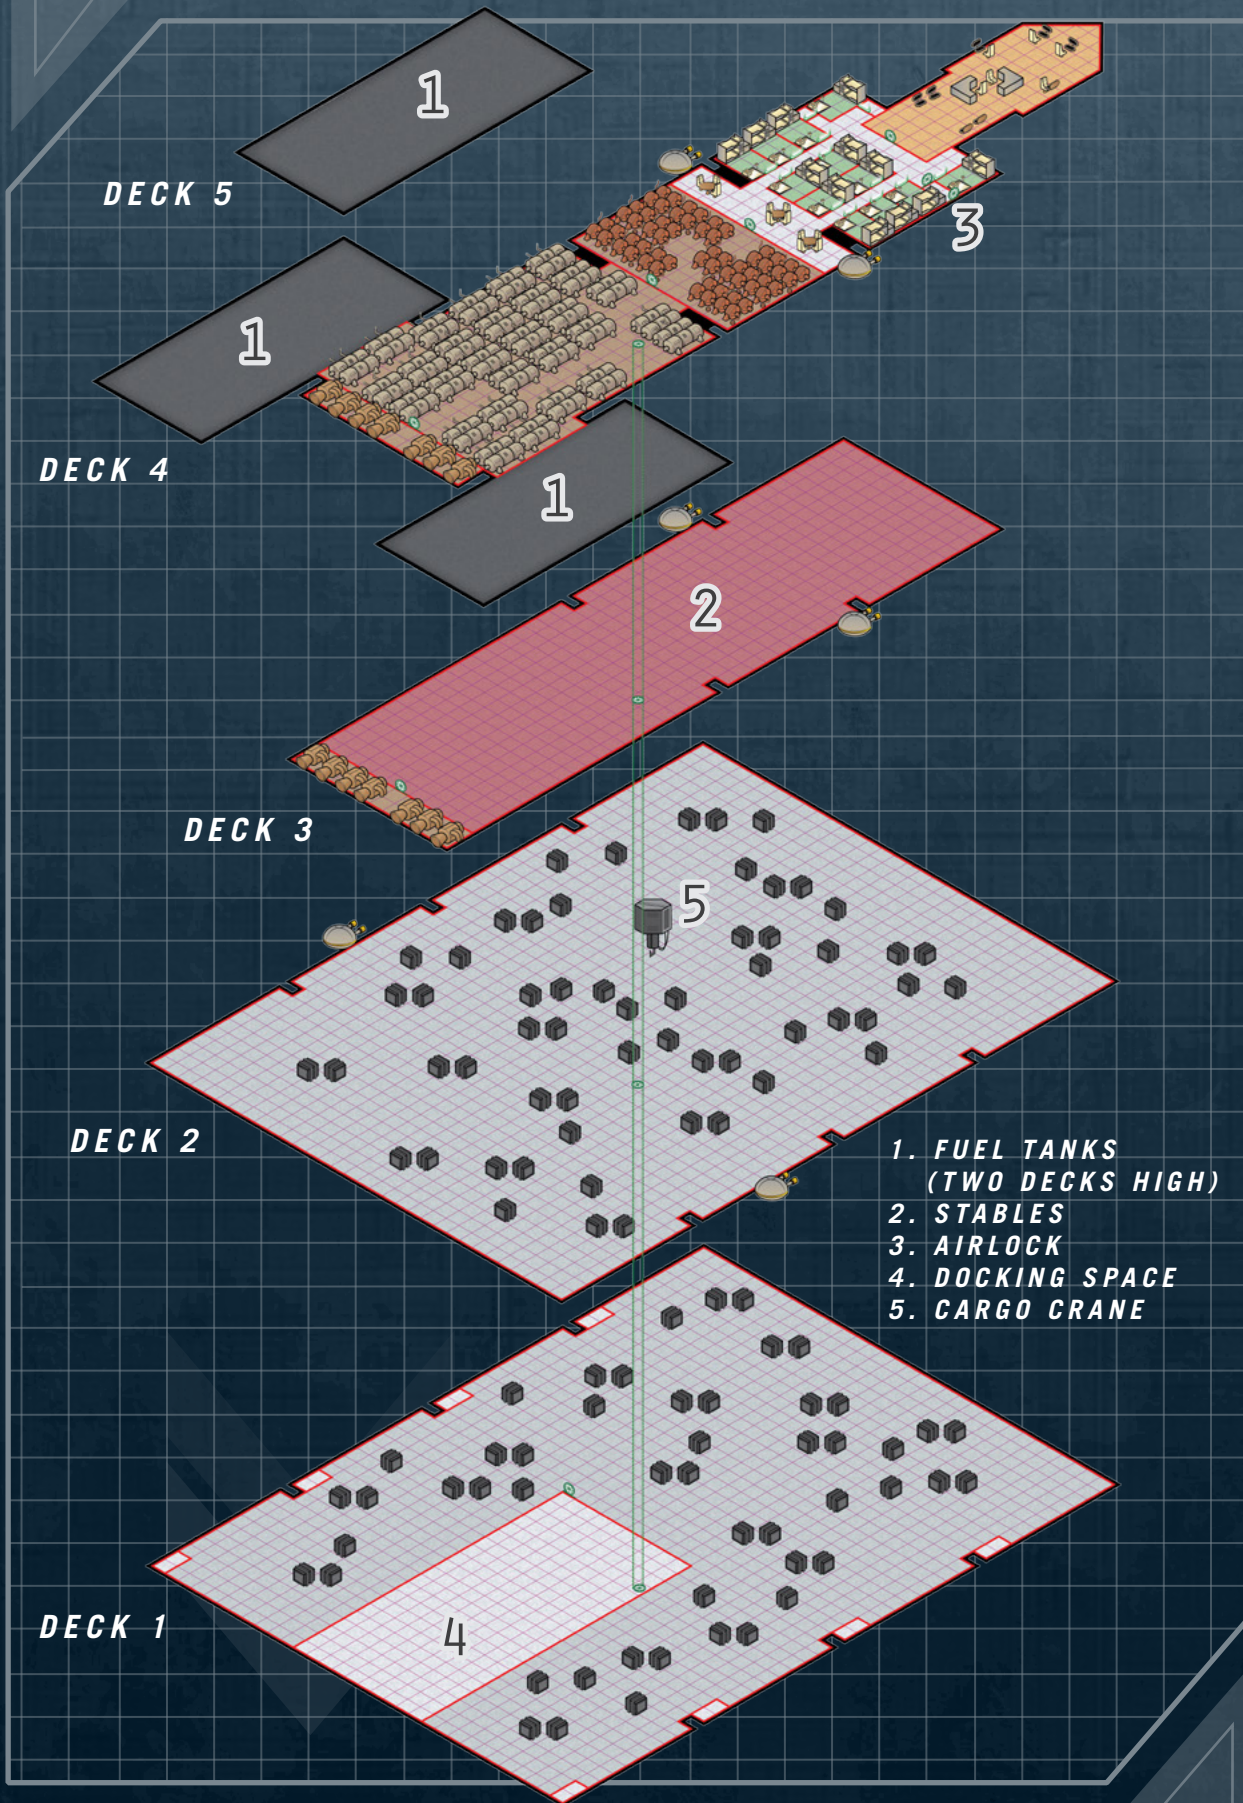 1
DECK 5
3
1
DECK 4
1
2
DECK 3
5
DECK 2
1. FUEL TANKS
(TWO DECKS HIGH)
2. STABLES
3. AIRLOCK
4. DOCKING SPACE
5. CARGO CRANE
4
DECK 1